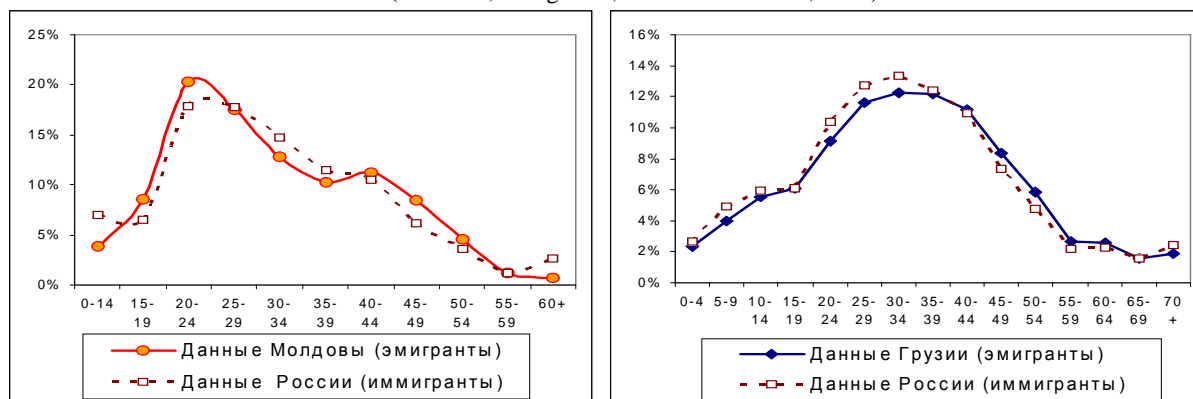 25%
20%
15%
10%
5%
0%
0-14 15- 20- 25- 30- 35- 40- 45- 50- 55- 60+
19 24 29 34 39 44 49 54 59
Данные Молдовы (эмигранты)
Данные России (иммигранты)
16%
14%
12%
10%
8%
6%
4%
2%
0%
0-4 5-9 10- 15- 20- 25- 30- 35- 40- 45- 50- 55- 60- 65- 70
14 19 24 29 34 39 44 49 54 59 64 69 +
Данные Грузии (эмигранты)
Данные России (иммигранты)